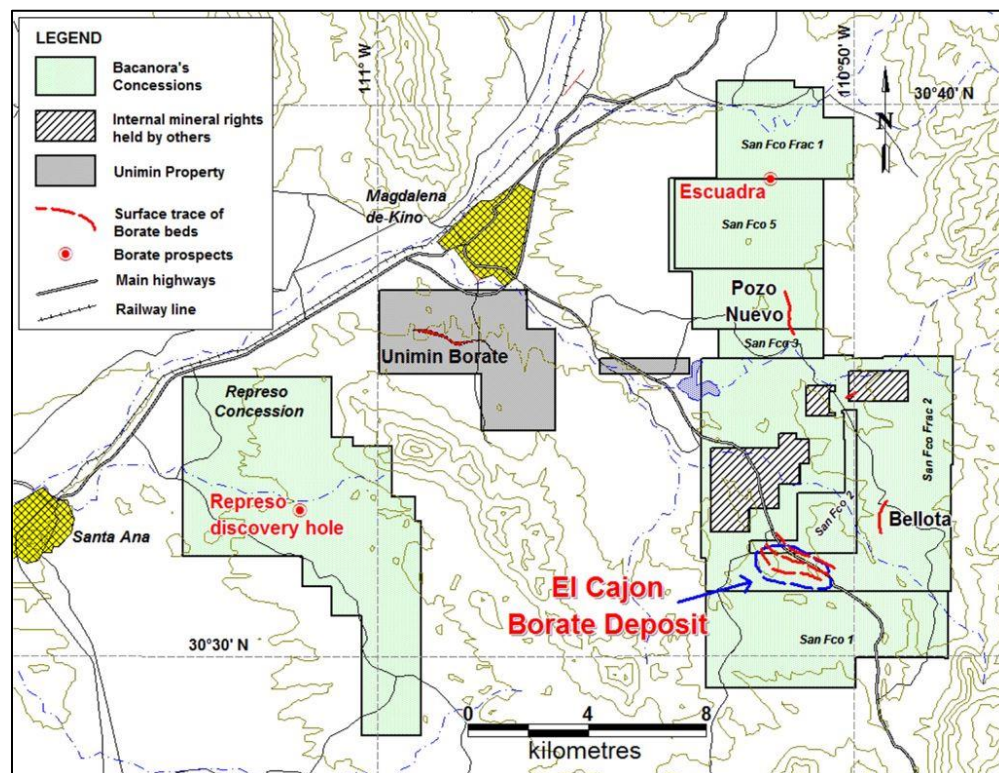 LEGEND
Bacanora's
Concessions
Internal mineral rights
held by others
Unimin Property
Surface trace of
Borate beds
Borate prospects
Main highways
Railway line
111° W
110°50' W
30°40' N
N
San Fco Frac 1
Magdalena
de-Kino
Escuadra
San Fco 5
Pozo
Nuevo
San Fco 3
Unimin Borate
Represo
Concession
San Fco Frac 2
San Fco 2
Represo
discovery hole
Santa Ana
Bellota
El Cajon
Borate Deposit
San Fco 1
30°30' N
0 4 8
kilometres